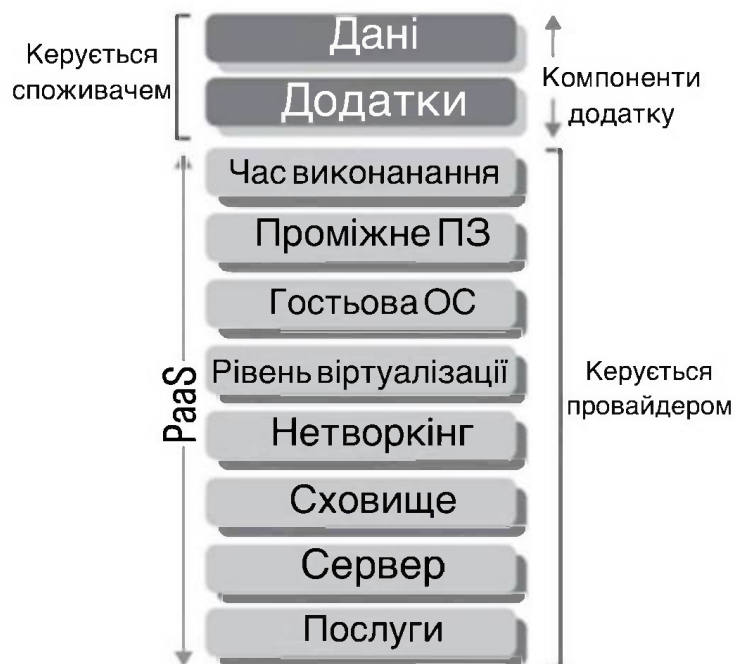 Керується
споживачем
Дані
Додатки
Компоненти
додатку
Час виконанання
Проміжне ПЗ
Гостьова ОС
Рівень віртуалізації
Нетворкінг
Сховище
Сервер
Послуги
PaaS
Керується
провайдером